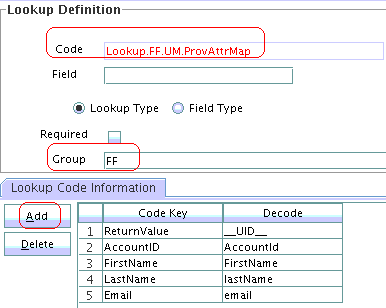 Lookup Definition
Code Lookup.FF.UM.ProvAttrMap
Field
Lookup Type Field Type
Required
Group FF
Lookup Code Information
Add
Delete
Code Key Decode
1 ReturnValue __UID__
2 AccountID AccountId
3 FirstName FirstName
4 LastName lastName
5 Email email